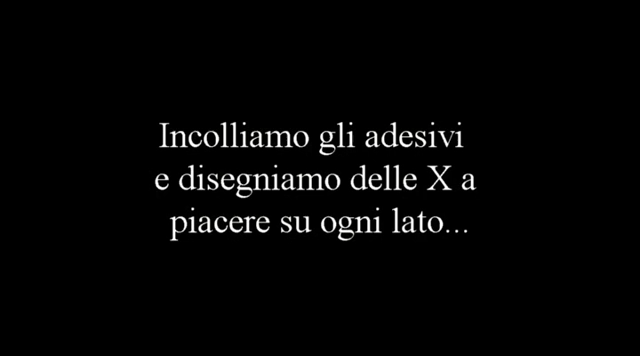 Incolliamo gli adesivi
e disegniamo delle X a
piacere su ogni lato...